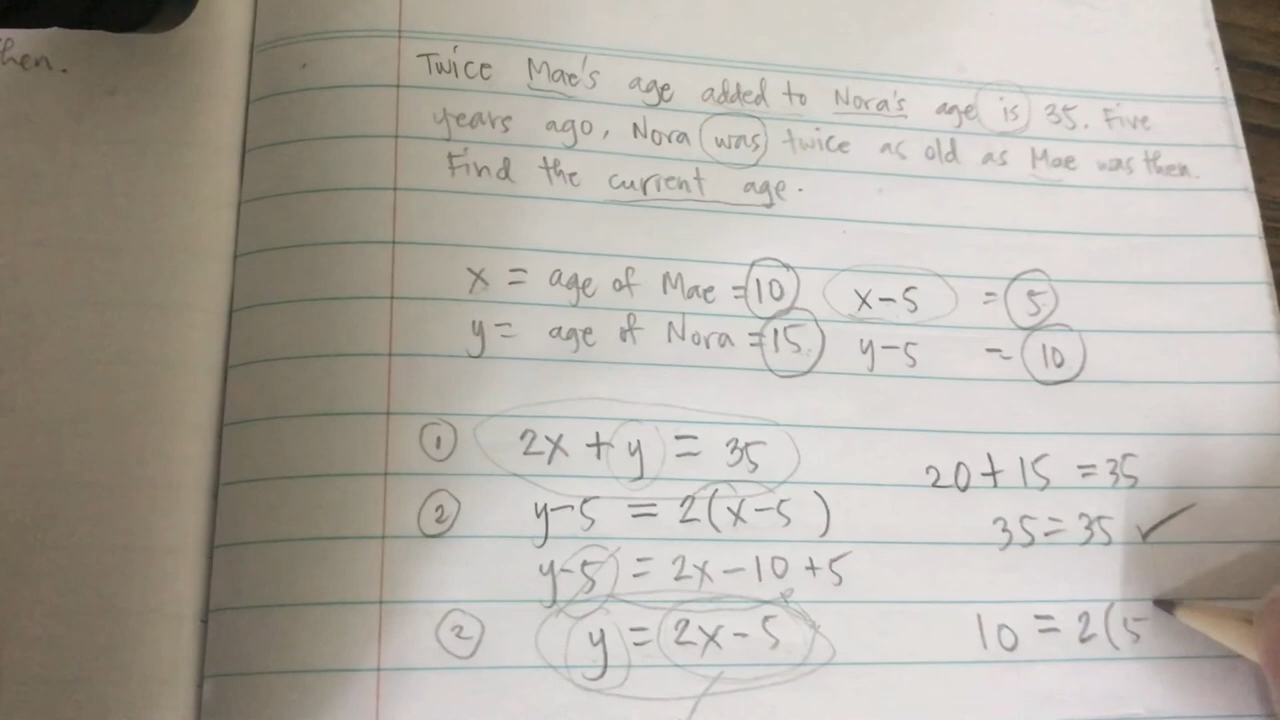 then.
Twice Mae's age added to Nora's age is 35. Five
years ago, Nora was twice as old as Mae was then.
Find the current age.
x = age of Mae = 10 x-5 = 5
y = age of Nora = 15 y-5 = 10
① 2x + y = 35
20 + 15 = 35
② y-5 = 2(x-5)
35 = 35 ✓
y-5 = 2x-10+5
② y = 2x-5
10 = 2(5